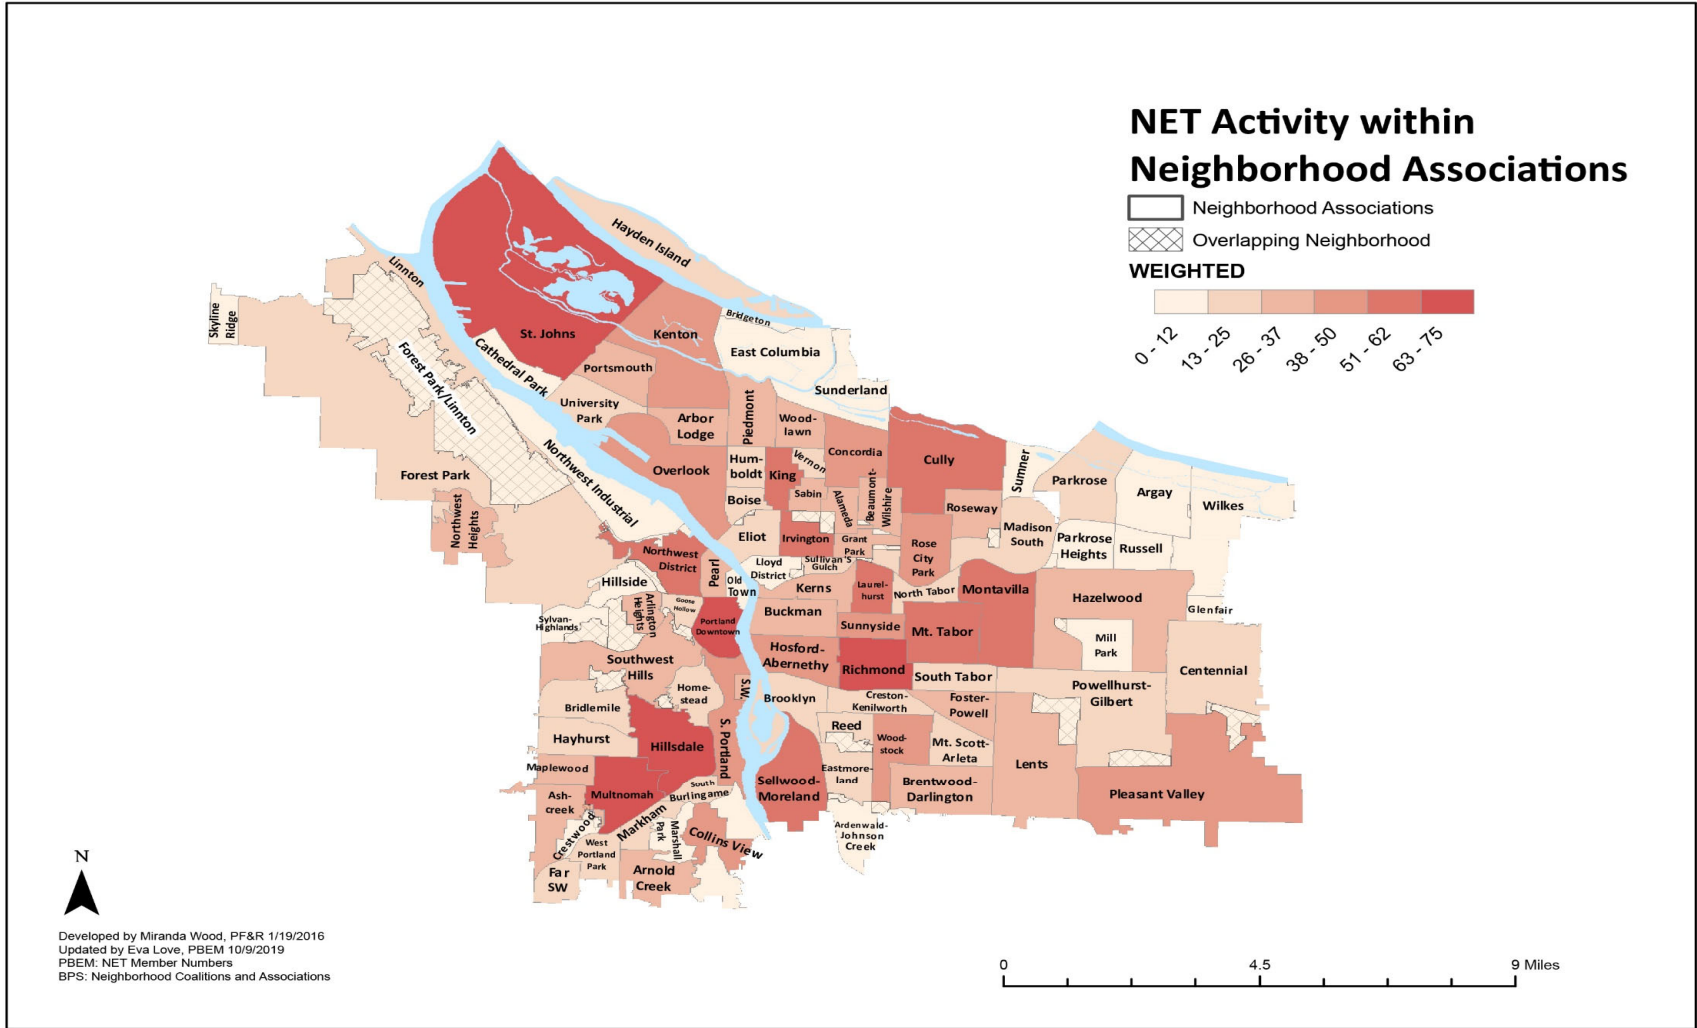 NET Activity within
Neighborhood Associations
Neighborhood Associations
Overlapping Neighborhood
WEIGHTED
0 - 12
13 - 25
26 - 37
38 - 50
51 - 62
63 - 75
Hayden Island
Linnton
Skyline
Ridge
Bridgeton
St. Johns
Kenton
East Columbia
Cathedral Park
Forest Park/Linnton
Portsmouth
Sunderland
University
Park
Arbor
Lodge
Piedmont
Wood-
lawn
Northwest Industrial
Overlook
Hum-
boldt
King
Vernon
Concordia
Cully
Sumner
Parkrose
Argay
Wilkes
Forest Park
Northwest
Heights
Boise
Sabin
Alameda
Beaumont-
Wilshire
Roseway
Madison
South
Parkrose
Heights
Russell
Eliot
Irvington
Grant
Park
Rose
City
Park
Northwest
District
Pearl
Old
Town
Lloyd
District
Sullivan'S
Gulch
Hillside
Kerns
Laurel-
hurst
North Tabor
Montavilla
Hazelwood
Glenfair
Arlington
Heights
Goose
Hollow
Buckman
Sylvan-
Highlands
Portland
Downtown
Sunnyside
Mt. Tabor
Mill
Park
Hosford-
Abernethy
Richmond
South Tabor
Centennial
Southwest
Hills
Home-
stead
S.W.
Brooklyn
Creston-
Kenilworth
Foster-
Powell
Powellhurst-
Gilbert
Bridlemile
Reed
Hayhurst
Hillsdale
S. Portland
Wood-
stock
Mt. Scott-
Arleta
Maplewood
Eastmore-
land
Lents
Multnomah
South
Burlingame
Sellwood-
Moreland
Brentwood-
Darlington
Pleasant Valley
Ash-
creek
Crestwood
Markham
Marshall
Park
Collins View
Ardenwald-
Johnson
Creek
West
Portland
Park
Far
SW
Arnold
Creek
N
Developed by Miranda Wood, PF&R 1/19/2016
Updated by Eva Love, PBEM 10/9/2019
PBEM: NET Member Numbers
BPS: Neighborhood Coalitions and Associations
0 4.5 9 Miles